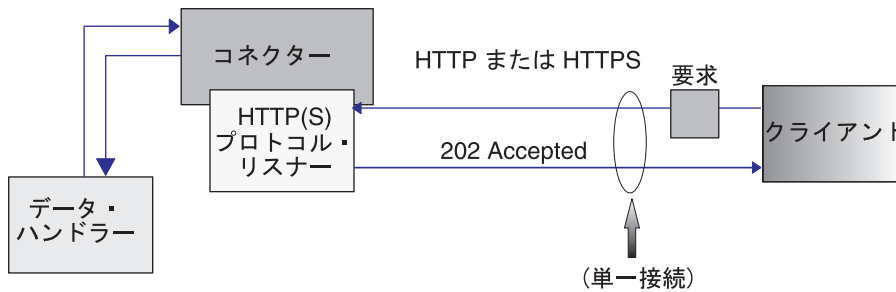 コネクター
HTTP または HTTPS
要求
HTTP(S)
プロトコル・
リスナー
クライアント
202 Accepted
データ・
ハンドラー
(単一接続)